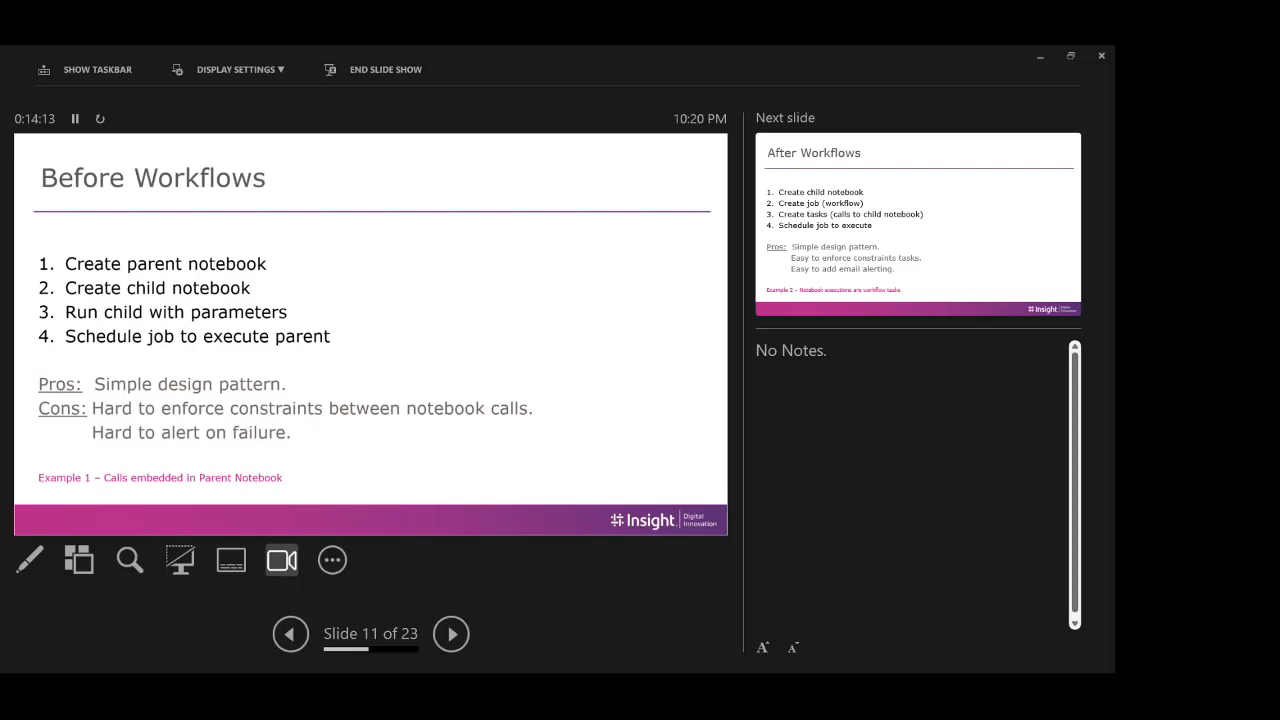 SHOW TASKBAR
DISPLAY SETTINGS ▼
END SLIDE SHOW
0:14:13
10:20 PM
Before Workflows
1. Create parent notebook
2. Create child notebook
3. Run child with parameters
4. Schedule job to execute parent
Pros: Simple design pattern.
Cons: Hard to enforce constraints between notebook calls.
Hard to alert on failure.
Example 1 – Calls embedded in Parent Notebook
Insight. Digital
Innovation
Slide 11 of 23
Next slide
After Workflows
1. Create child notebook
2. Create job (workflow)
3. Create tasks (calls to child notebook)
4. Schedule job to execute
Pros: Simple design pattern.
Easy to enforce constraints tasks.
Easy to add email alerting.
Example 2 – Notebook executions are workflow tasks
Insight Digital
Innovation
No Notes.
A A